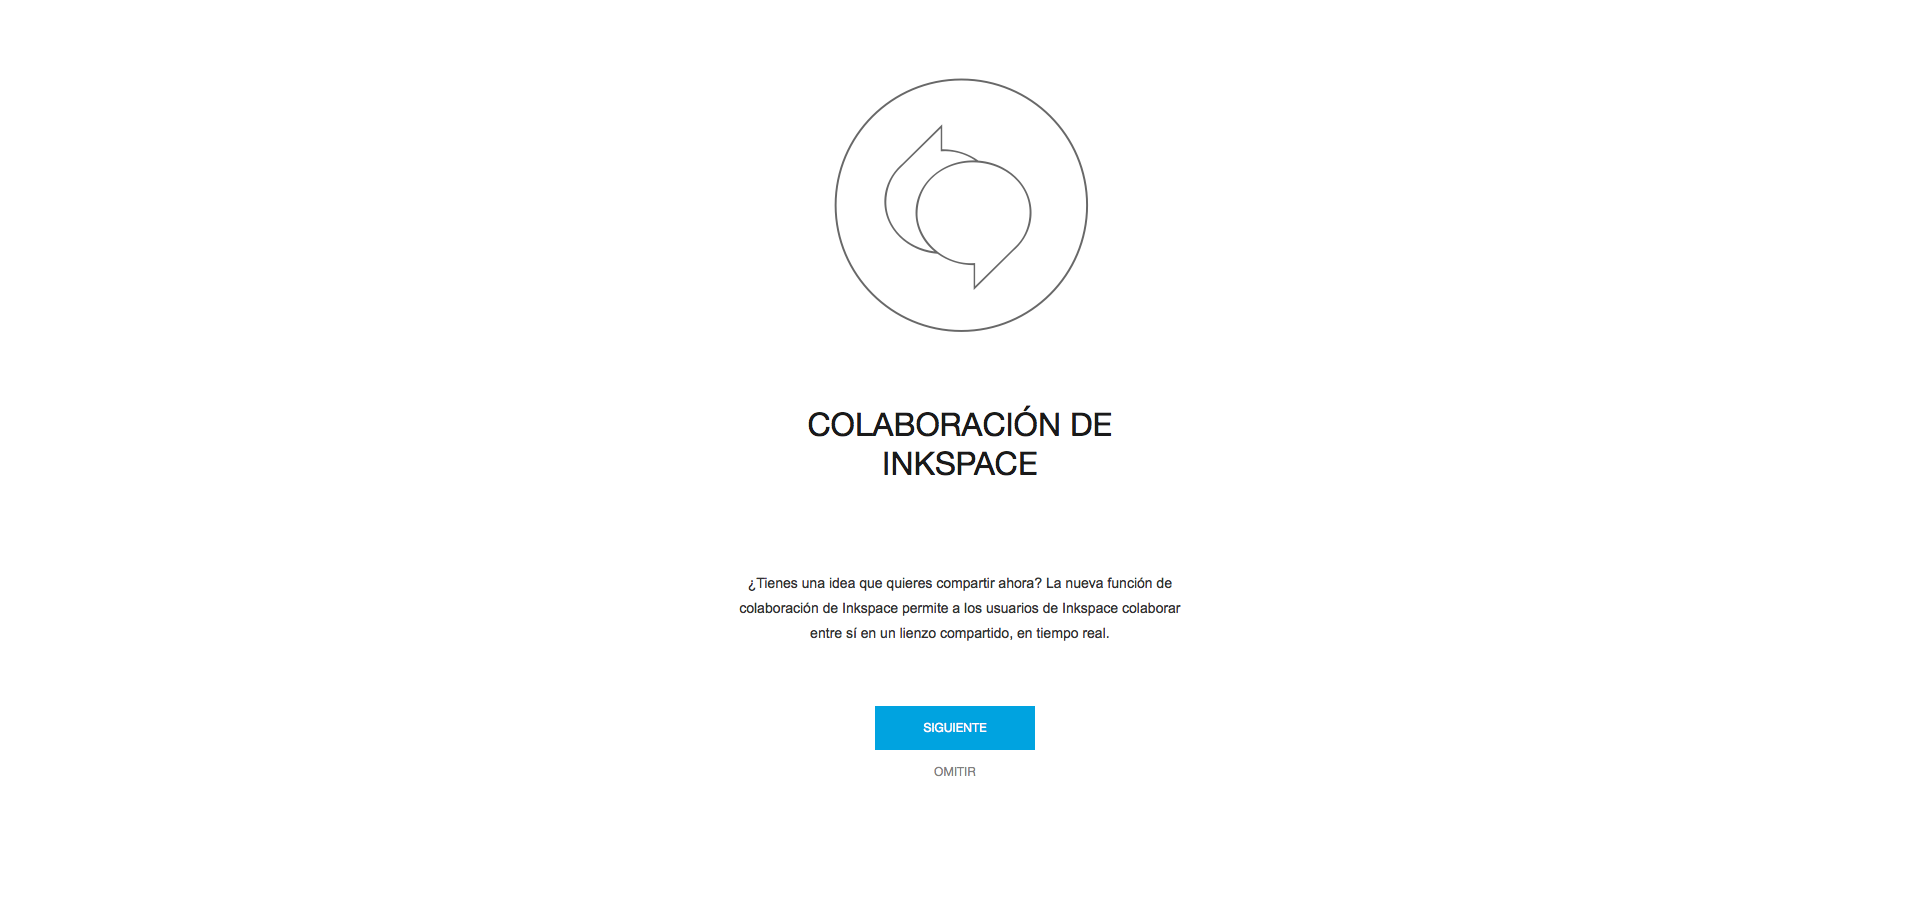 COLABORACIÓN DE
INKSPACE
¿Tienes una idea que quieres compartir ahora? La nueva función de
colaboración de Inkspace permite a los usuarios de Inkspace colaborar
entre sí en un lienzo compartido, en tiempo real.
SIGUIENTE
OMITIR